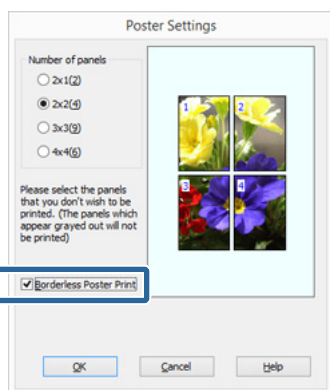 Poster Settings
Number of panels
2x1(2)
2x2(4)
3x3(9)
4x4(6)
Please select the panels
that you don't wish to be
printed. (The panels which
appear grayed out will not
be printed)
Borderless Poster Print
1
2
3
4
OK
Cancel
Help